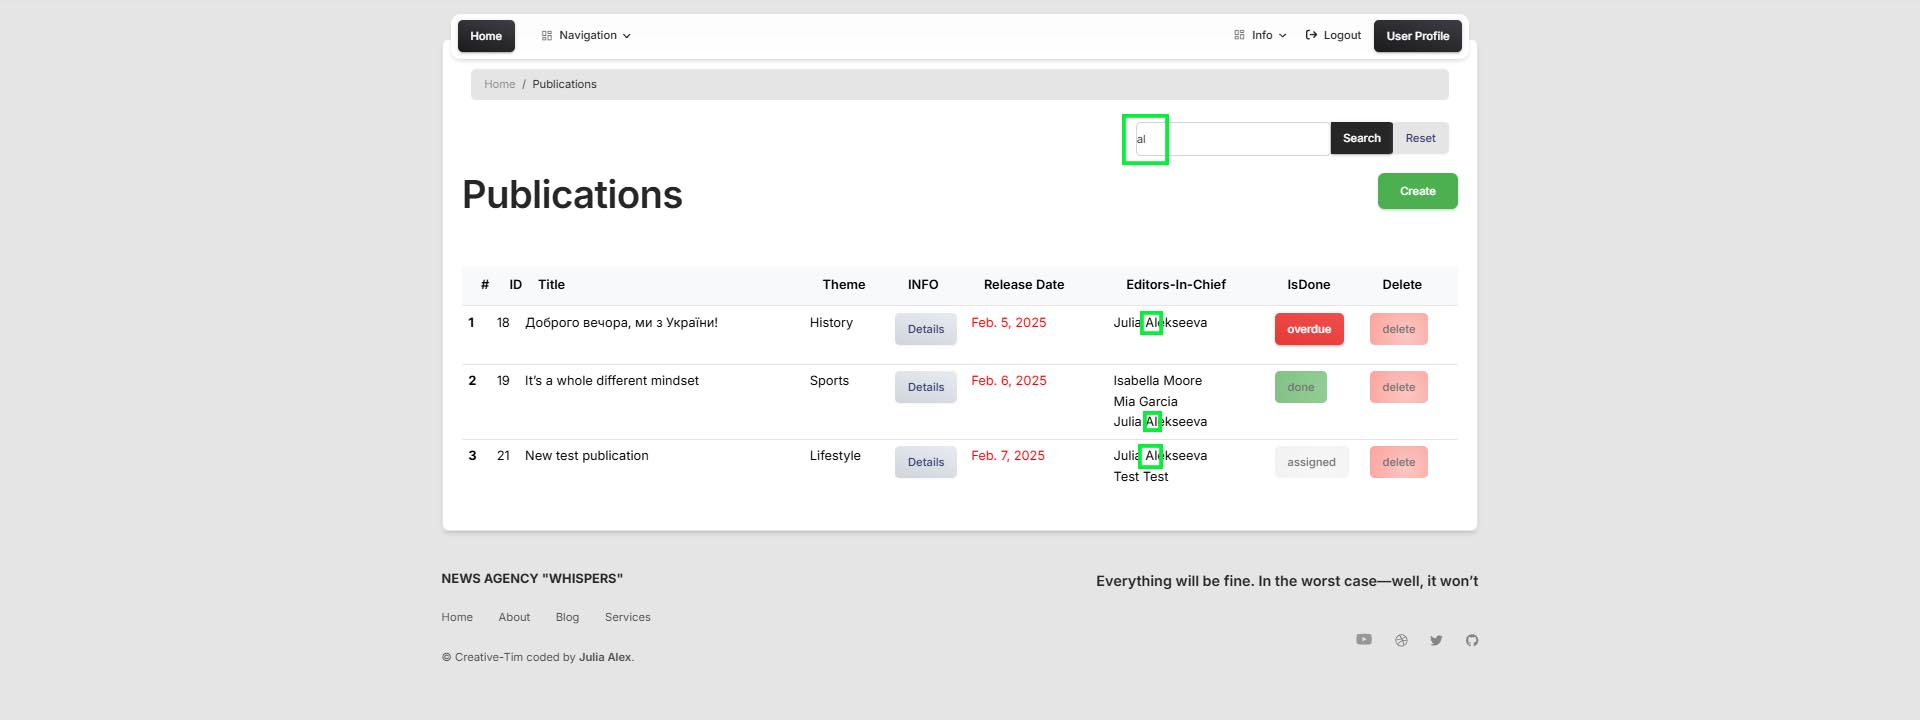 Home Navigation Info Logout User Profile
Home / Publications
al Search Reset
Publications Create
# ID Title Theme INFO Release Date Editors-In-Chief IsDone Delete
1 18 Доброго вечора, ми з України! History Details Feb. 5, 2025 Julia Alekseeva overdue delete
2 19 It’s a whole different mindset Sports Details Feb. 6, 2025 Isabella Moore done delete
Mia Garcia
Julia Alekseeva
3 21 New test publication Lifestyle Details Feb. 7, 2025 Julia Alekseeva assigned delete
Test Test
NEWS AGENCY "WHISPERS" Everything will be fine. In the worst case—well, it won’t
Home About Blog Services
© Creative-Tim coded by Julia Alex.